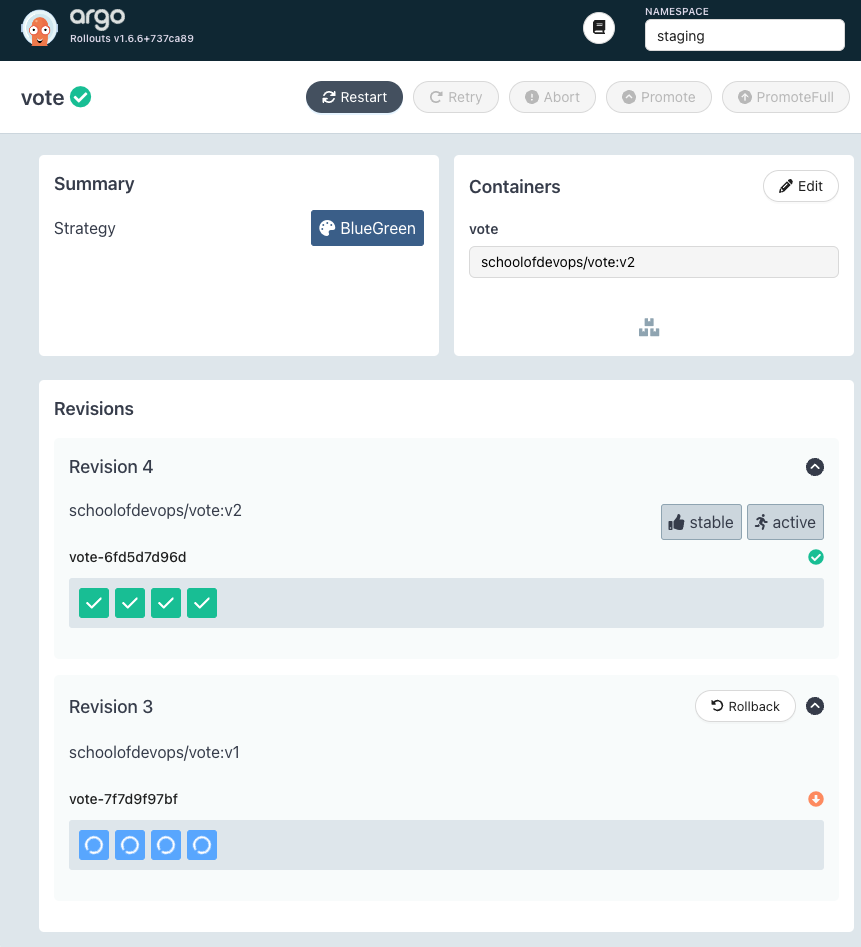 argo
Rollouts v1.6.6+737ca89
NAMESPACE
staging
vote
Restart
Retry
Abort
Promote
PromoteFull
Summary
Strategy
BlueGreen
Containers
Edit
vote
schoolofdevops/vote:v2
Revisions
Revision 4
schoolofdevops/vote:v2
stable
active
vote-6fd5d7d96d
Revision 3
Rollback
schoolofdevops/vote:v1
vote-7f7d9f97bf